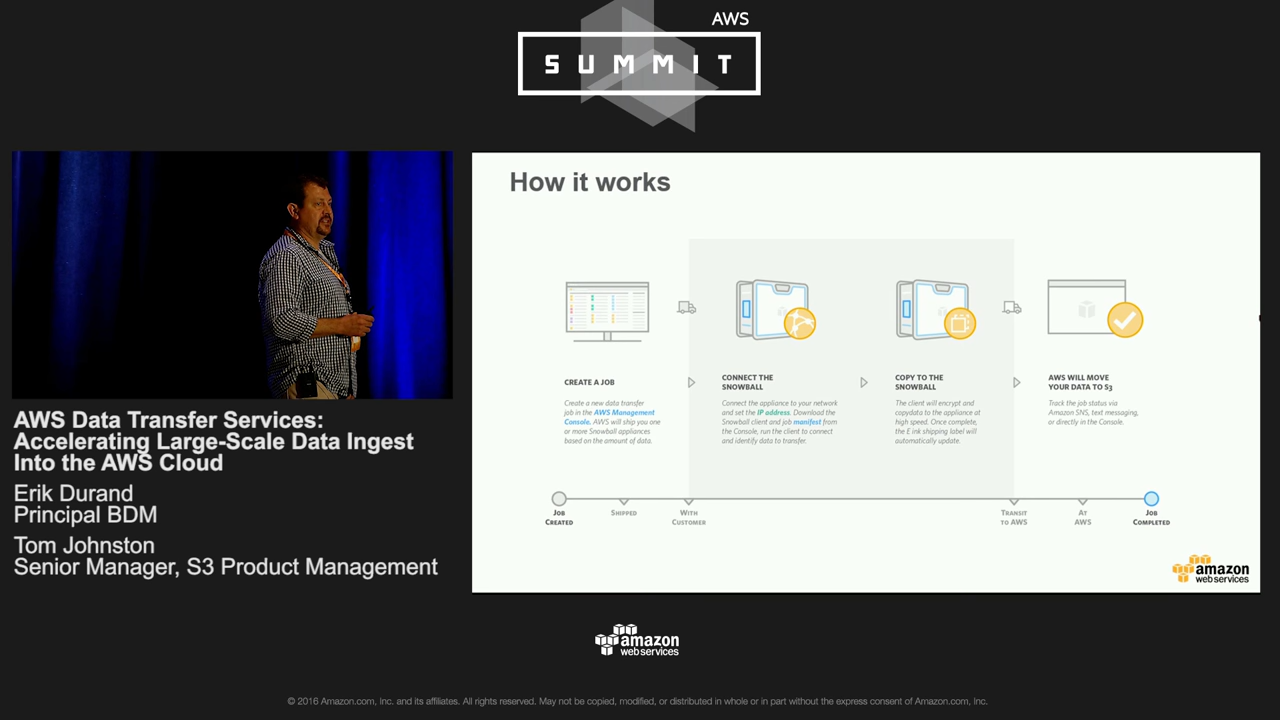 AWS
SUMMIT
How it works
CREATE A JOB
Create a new data transfer
job in the AWS Management
Console. AWS will ship you one
or more Snowball appliances
based on the amount of data.
CONNECT THE
SNOWBALL
Connect the appliance to your network
and set the IP address. Download the
Snowball client and job manifest from
the Console, run the client to connect
and identify data to transfer.
COPY TO THE
SNOWBALL
The client will encrypt and
copydata to the appliance at
high speed. Once complete,
the E ink shipping label will
automatically update.
AWS WILL MOVE
YOUR DATA TO S3
Track the job status via
Amazon SNS, text messaging,
or directly in the Console.
JOB
CREATED
SHIPPED
WITH
CUSTOMER
TRANSIT
TO AWS
AT
AWS
JOB
COMPLETED
amazon
web services
AWS Data Transfer Services:
Accelerating Large-Scale Data Ingest
Into the AWS Cloud
Erik Durand
Principal BDM
Tom Johnston
Senior Manager, S3 Product Management
amazon
web services
© 2016 Amazon.com, Inc. and its affiliates. All rights reserved. May not be copied, modified, or distributed in whole or in part without the express consent of Amazon.com, Inc.